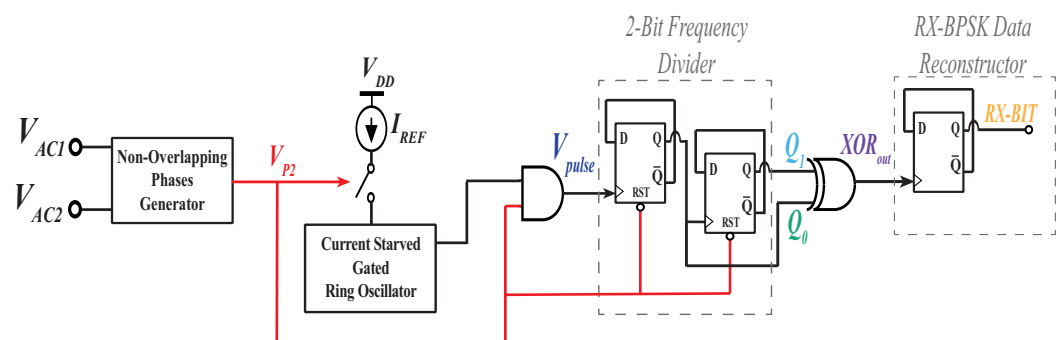 2-Bit Frequency
Divider
RX-BPSK Data
Reconstructor
V_DD
I_REF
V_AC1
V_AC2
Non-Overlapping
Phases
Generator
V_P2
Current Starved
Gated
Ring Oscillator
V_pulse
D
Q
Q̅
RST
D
Q
Q̅
RST
Q_1
Q_0
XOR_out
D
Q
Q̅
RX-BIT